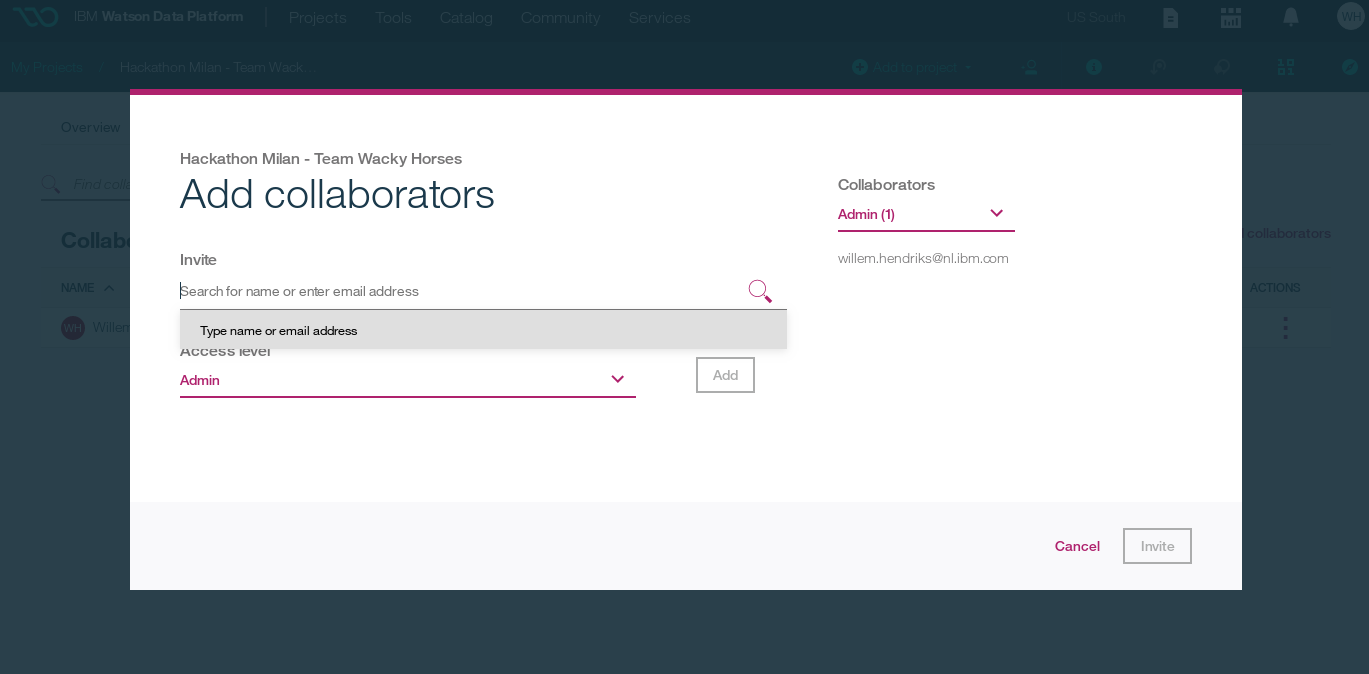 IBM Watson Data Platform | Projects Tools Catalog Community Services US South WH
My Projects Hackathon Milan - Team Wack... Add to project
Overview
Find colla
Collabo
collaborators
NAME ACTIONS
WH Willem
Hackathon Milan - Team Wacky Horses
Add collaborators
Invite
Search for name or enter email address
Type name or email address
Access level
Admin
Add
Collaborators
Admin (1)
willem.hendriks@nl.ibm.com
Cancel
Invite